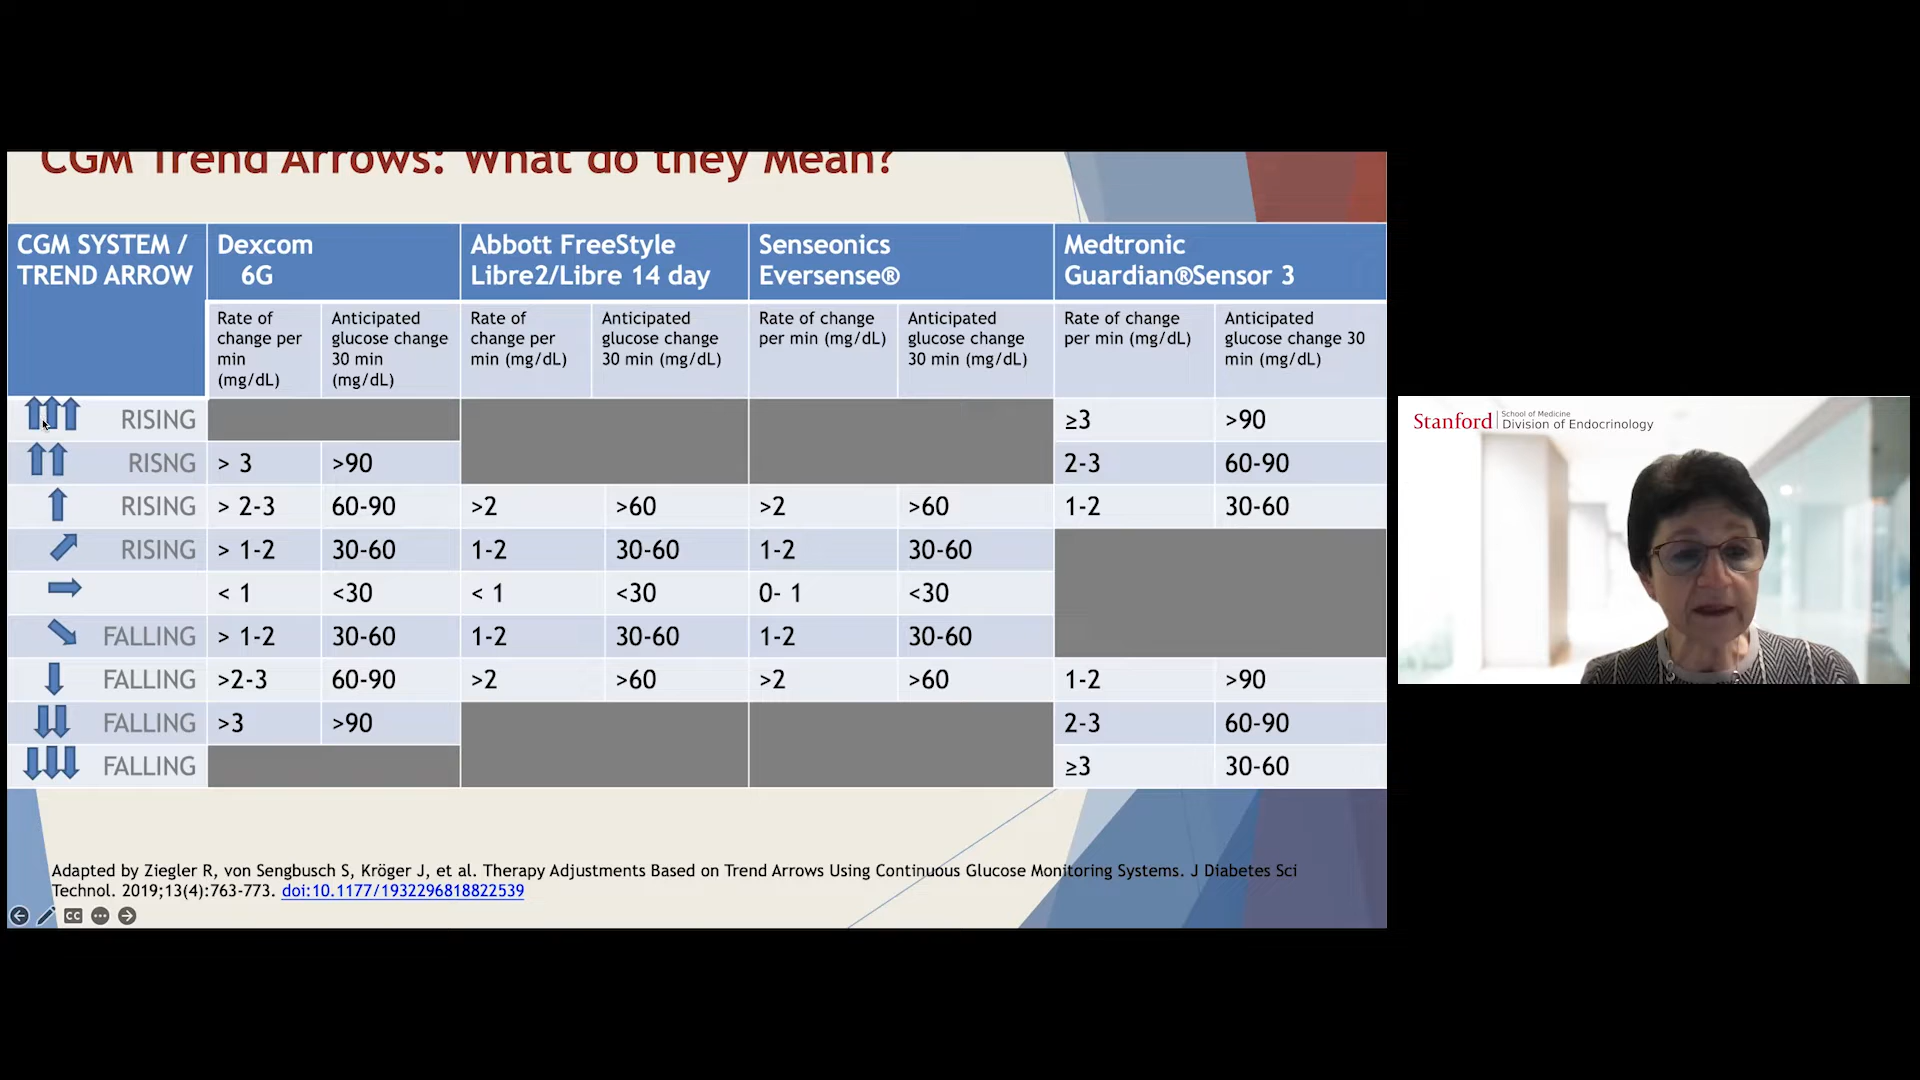 CGM Trend Arrows: What do they Mean?
CGM SYSTEM /
TREND ARROW
Dexcom
6G
Abbott FreeStyle
Libre2/Libre 14 day
Senseonics
Eversense®
Medtronic
Guardian®Sensor 3
Rate of
change per
min
(mg/dL)
Anticipated
glucose change
30 min
(mg/dL)
Rate of
change per
min (mg/dL)
Anticipated
glucose change
30 min (mg/dL)
Rate of change
per min (mg/dL)
Anticipated
glucose change
30 min (mg/dL)
Rate of change
per min (mg/dL)
Anticipated
glucose change 30
min (mg/dL)
RISING ≥3 >90
RISNG > 3 >90 2-3 60-90
RISING > 2-3 60-90 >2 >60 >2 >60 1-2 30-60
RISING > 1-2 30-60 1-2 30-60 1-2 30-60
< 1 <30 < 1 <30 0- 1 <30
FALLING > 1-2 30-60 1-2 30-60 1-2 30-60
FALLING >2-3 60-90 >2 >60 >2 >60 1-2 >90
FALLING >3 >90 2-3 60-90
FALLING ≥3 30-60
Adapted by Ziegler R, von Sengbusch S, Kröger J, et al. Therapy Adjustments Based on Trend Arrows Using Continuous Glucose Monitoring Systems. J Diabetes Sci
Technol. 2019;13(4):763-773. doi:10.1177/1932296818822539
CC
Stanford
School of Medicine
Division of Endocrinology